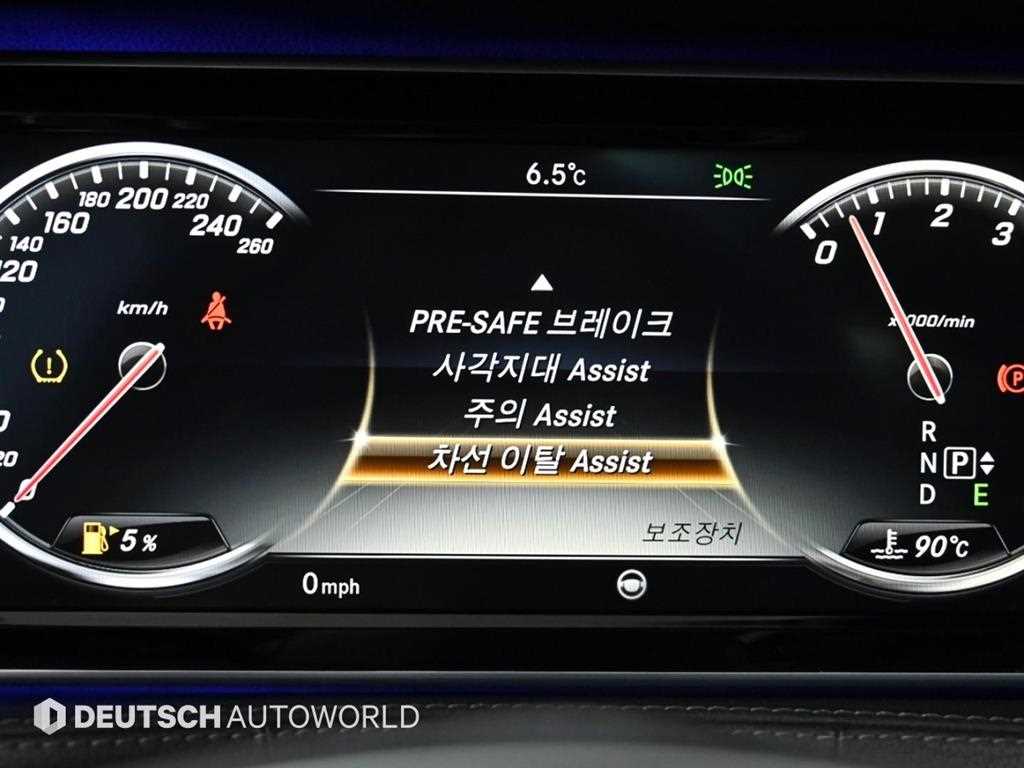 6.5°C
140
160
180
200
220
240
260
km/h
PRE-SAFE 브레이크
사각지대 Assist
주의 Assist
차선 이탈 Assist
보조장치
5 %
0 mph
0
1
2
3
x1000/min
P
R
N P
D E
90°C
DEUTSCH AUTOWORLD